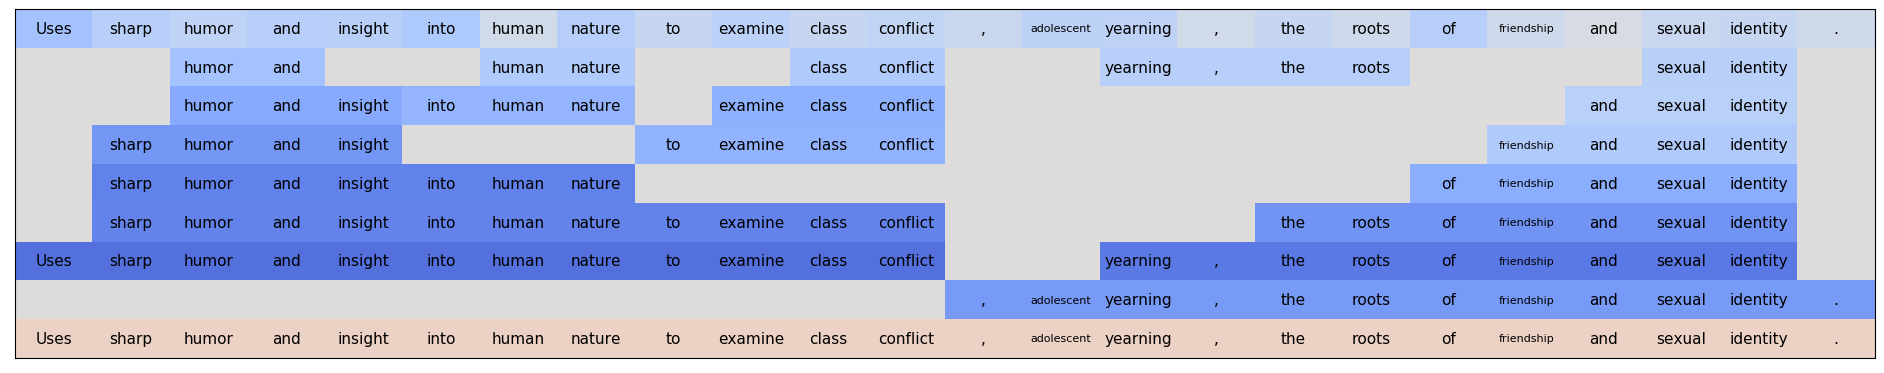 Uses sharp humor and insight into human nature to examine class conflict , adolescent yearning , the roots of friendship and sexual identity .
humor and human nature class conflict yearning , the roots sexual identity
humor and insight into human nature examine class conflict and sexual identity
sharp humor and insight to examine class conflict friendship and sexual identity
sharp humor and insight into human nature of friendship and sexual identity
sharp humor and insight into human nature to examine class conflict the roots of friendship and sexual identity
Uses sharp humor and insight into human nature to examine class conflict yearning , the roots of friendship and sexual identity
, adolescent yearning , the roots of friendship and sexual identity .
Uses sharp humor and insight into human nature to examine class conflict , adolescent yearning , the roots of friendship and sexual identity .